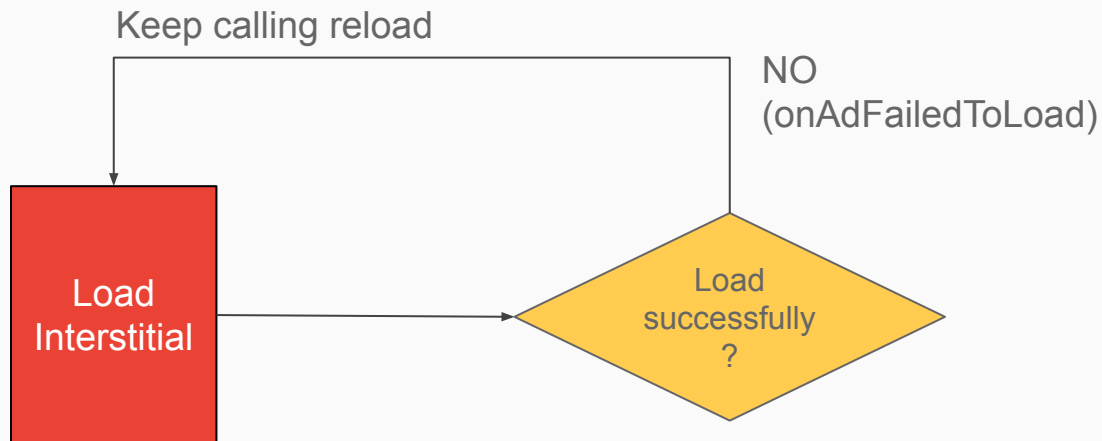 Keep calling reload
NO
(onAdFailedToLoad)
Load
Interstitial
Load
successfully
?